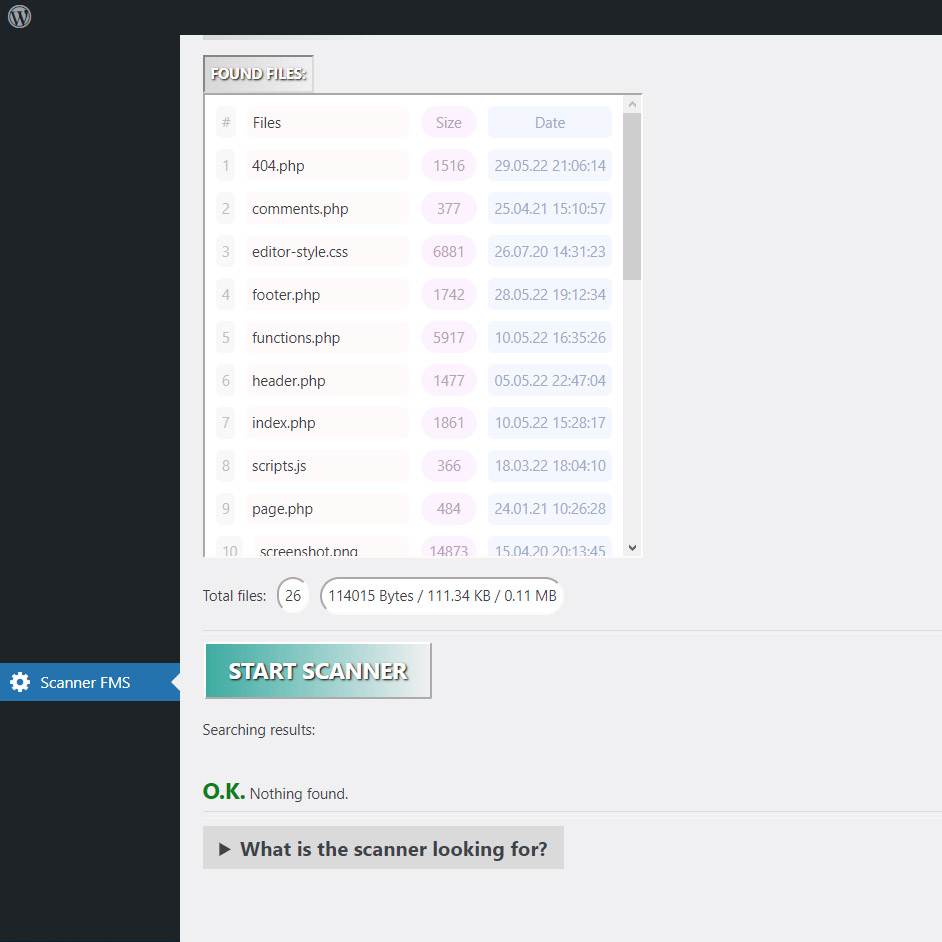 FOUND FILES:
# Files Size Date
1 404.php 1516 29.05.22 21:06:14
2 comments.php 377 25.04.21 15:10:57
3 editor-style.css 6881 26.07.20 14:31:23
4 footer.php 1742 28.05.22 19:12:34
5 functions.php 5917 10.05.22 16:35:26
6 header.php 1477 05.05.22 22:47:04
7 index.php 1861 10.05.22 15:28:17
8 scripts.js 366 18.03.22 18:04:10
9 page.php 484 24.01.21 10:26:28
10 screenshot.png 14873 15.04.20 20:13:45
Total files: 26 114015 Bytes / 111.34 KB / 0.11 MB
START SCANNER
Scanner FMS
Searching results:
O.K. Nothing found.
What is the scanner looking for?